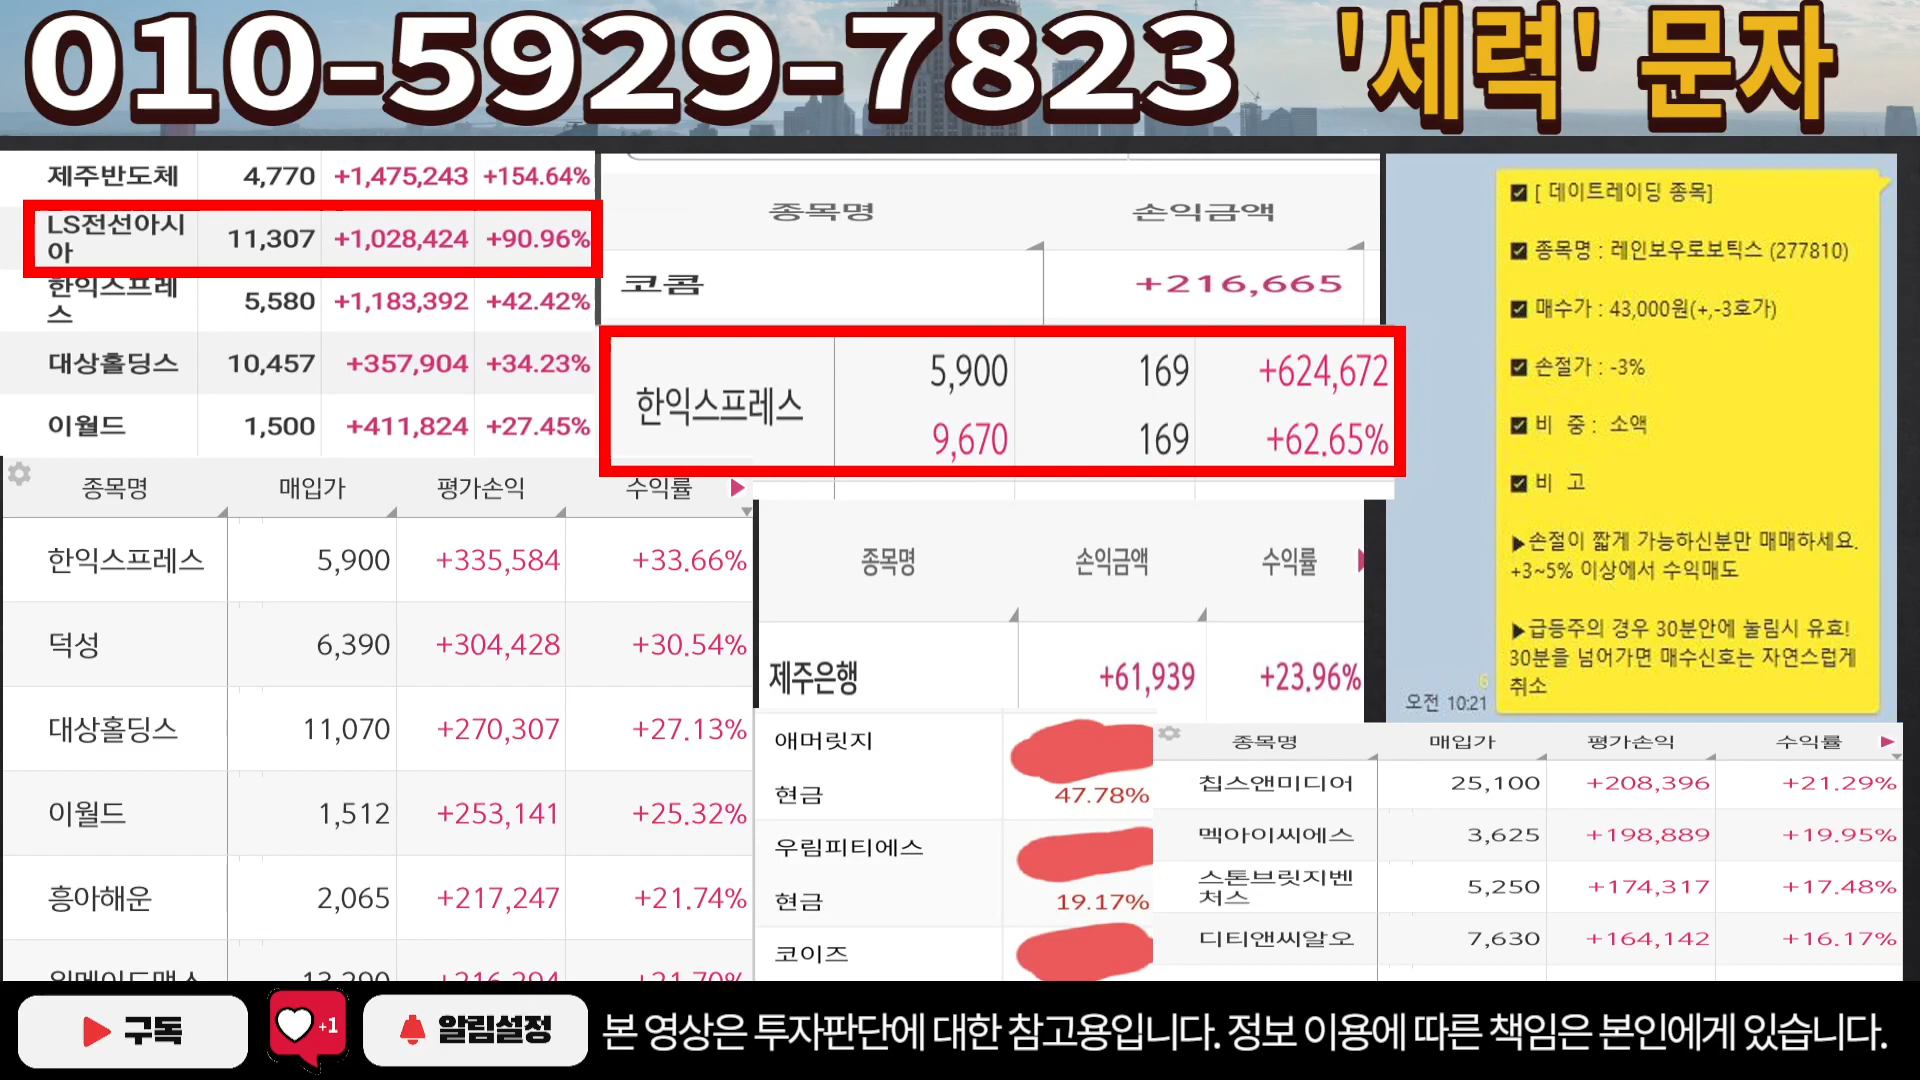 010-5929-7823 '세력' 문자
제주반도체 4,770 +1,475,243 +154.64%
LS전선아시
아 11,307 +1,028,424 +90.96%
한익스프레
스 5,580 +1,183,392 +42.42%
대상홀딩스 10,457 +357,904 +34.23%
이월드 1,500 +411,824 +27.45%
종목명 손익금액
코콤 +216,665
한익스프레스 5,900 169 +624,672
9,670 169 +62.65%
[ 데이트레이딩 종목]
종목명 : 레인보우로보틱스 (277810)
매수가 : 43,000원(+,-3호가)
손절가 : -3%
비 중 : 소액
비 고
▶손절이 짧게 가능하신분만 매매하세요.
+3~5% 이상에서 수익매도
▶급등주의 경우 30분안에 눌림시 유효!
30분을 넘어가면 매수신호는 자연스럽게
취소
6
오전 10:21
종목명 매입가 평가손익 수익률
한익스프레스 5,900 +335,584 +33.66%
덕성 6,390 +304,428 +30.54%
대상홀딩스 11,070 +270,307 +27.13%
이월드 1,512 +253,141 +25.32%
흥아해운 2,065 +217,247 +21.74%
종목명 손익금액 수익률
제주은행 +61,939 +23.96%
애머릿지
현금 47.78%
우림피티에스
현금 19.17%
코이즈
종목명 매입가 평가손익 수익률
칩스앤미디어 25,100 +208,396 +21.29%
멕아이씨에스 3,625 +198,889 +19.95%
스톤브릿지벤
처스 5,250 +174,317 +17.48%
디티앤씨알오 7,630 +164,142 +16.17%
구독 +1 알림설정 본 영상은 투자판단에 대한 참고용입니다. 정보 이용에 따른 책임은 본인에게 있습니다.